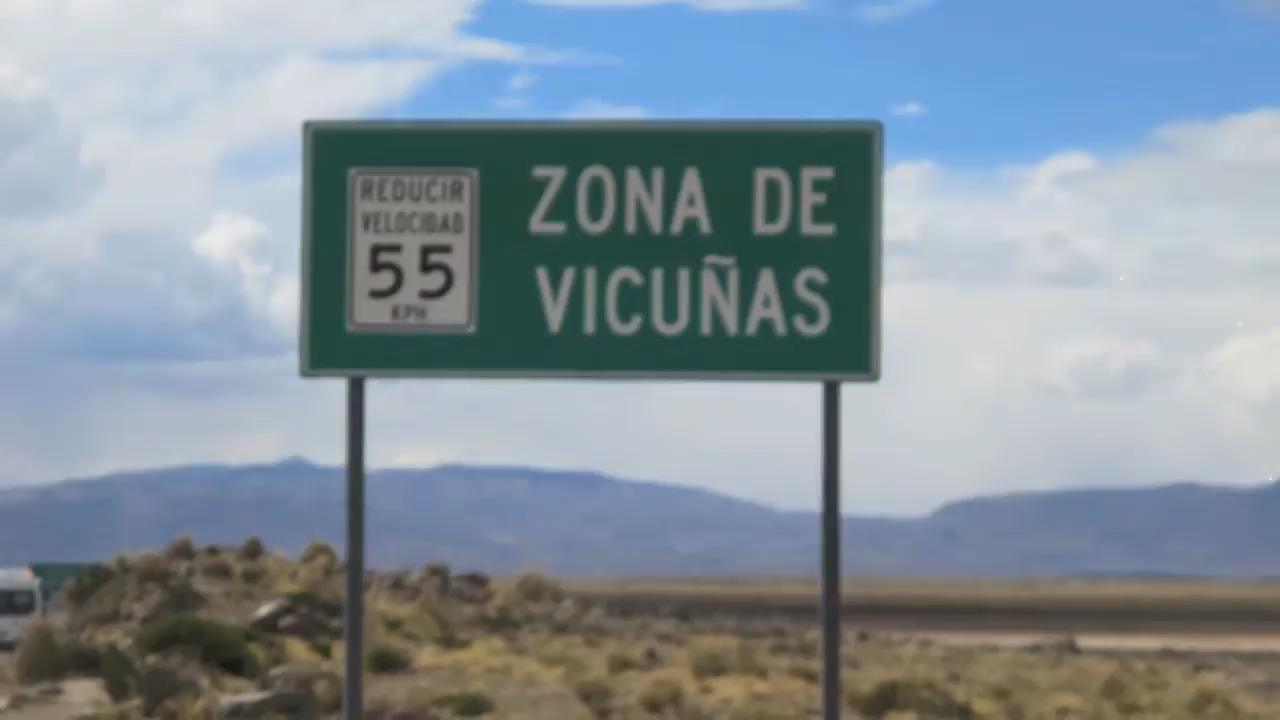 REDUCIR
VELOCIDAD
55
KPH
ZONA DE
VICUÑAS